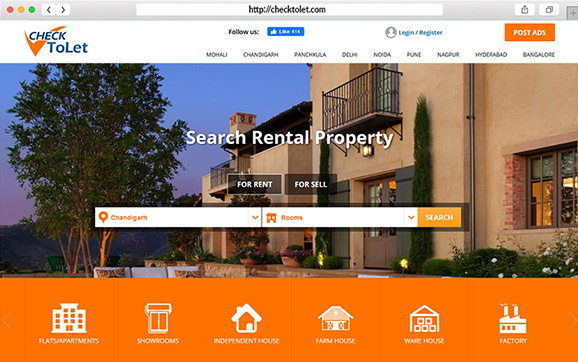 http://checktolet.com
CHECK
ToLet
Follow us:
Like 414
Login / Register
POST ADS
MOHALI CHANDIGARH PANCHKULA DELHI NOIDA PUNE NAGPUR HYDERABAD BANGALORE
Search Rental Property
FOR RENT FOR SELL
Chandigarh Rooms SEARCH
FLATS/APARTMENTS SHOWROOMS INDEPENDENT HOUSE FARM HOUSE WARE HOUSE FACTORY